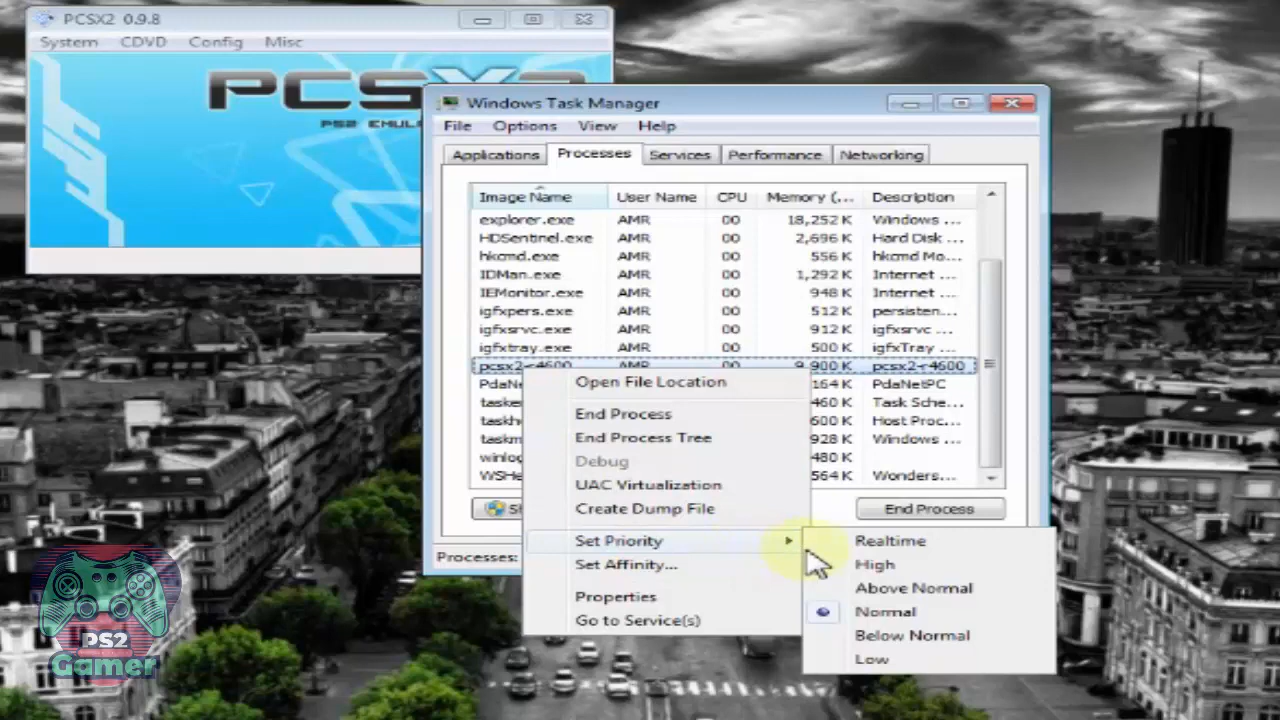 PCSX2 0.9.8
System CDVD Config Misc
Windows Task Manager
File Options View Help
Applications Processes Services Performance Networking
Image Name User Name CPU Memory (... Description
explorer.exe AMR 00 18,252 K Windows ...
HDSentinel.exe AMR 00 2,696 K Hard Disk ...
hkcmd.exe AMR 00 556 K hkcmd Mo...
IDMan.exe AMR 00 1,292 K Internet ...
IEMonitor.exe AMR 00 948 K Internet ...
igfxpers.exe AMR 00 512 K persisten...
igfxsrvc.exe AMR 00 912 K igfxsrvc ...
igfxtray.exe AMR 00 500 K igfxTray ...
pcsx2-r4600 AMR 00 9,900 K pcsx2-r4600
164 K PdaNetPC
460 K Task Sche...
600 K Host Proc...
928 K Windows ...
480 K
564 K Wonders...
End Process
Processes:
Open File Location
End Process
End Process Tree
Debug
UAC Virtualization
Create Dump File
Set Priority
Set Affinity...
Properties
Go to Service(s)
Realtime
High
Above Normal
Normal
Below Normal
Low
PS2
Gamer